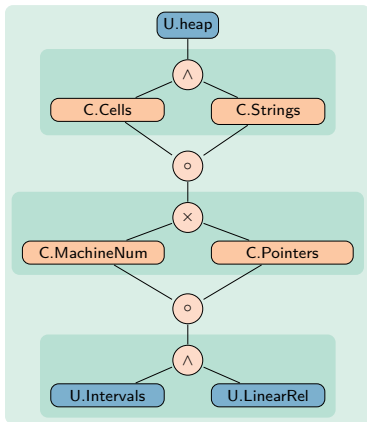 U.heap
∧
C.Cells C.Strings
∘
×
C.MachineNum C.Pointers
∘
∧
U.Intervals U.LinearRel